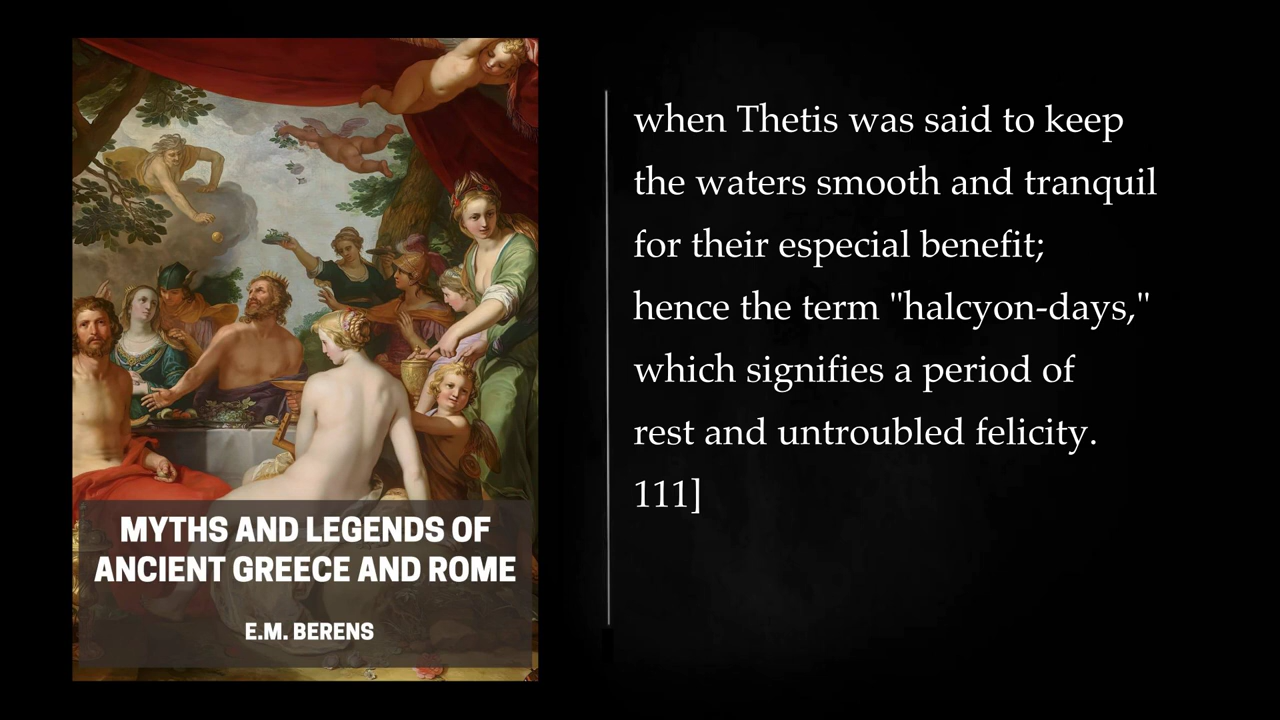 MYTHS AND LEGENDS OF
ANCIENT GREECE AND ROME
E.M. BERENS
when Thetis was said to keep
the waters smooth and tranquil
for their especial benefit;
hence the term "halcyon-days,"
which signifies a period of
rest and untroubled felicity.
111]